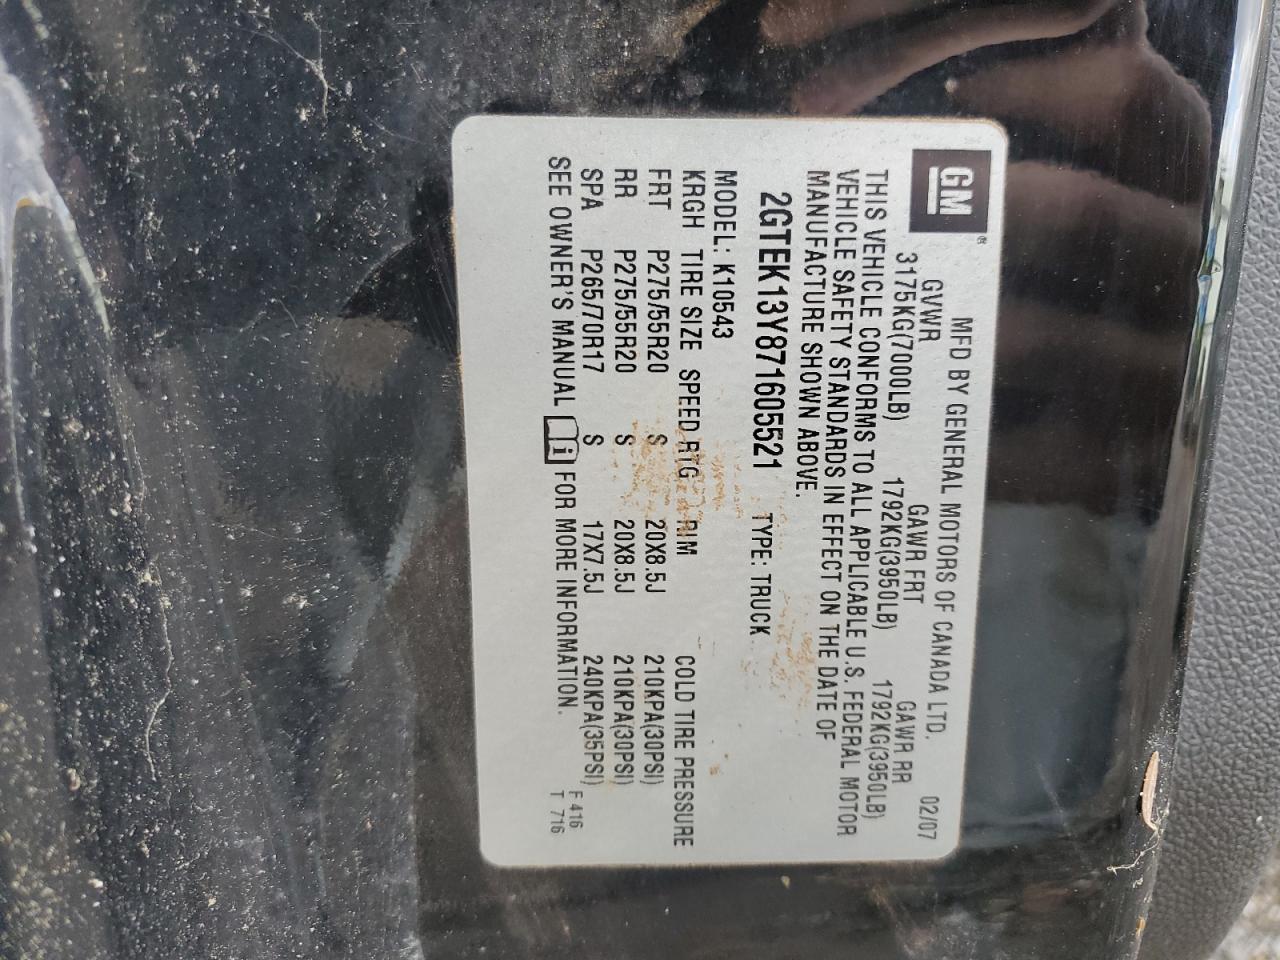 GM®
MFD BY GENERAL MOTORS OF CANADA LTD. 02/07
GVWR GAWR FRT GAWR RR
3175KG(7000LB) 1792KG(3950LB) 1792KG(3950LB)
THIS VEHICLE CONFORMS TO ALL APPLICABLE U.S. FEDERAL MOTOR
VEHICLE SAFETY STANDARDS IN EFFECT ON THE DATE OF
MANUFACTURE SHOWN ABOVE.
2GTEK13Y871605521 TYPE: TRUCK
MODEL: K10543
KRGH TIRE SIZE SPEED RTG RIM COLD TIRE PRESSURE
FRT P275/55R20 S 20X8.5J 210KPA(30PSI)
RR P275/55R20 S 20X8.5J 210KPA(30PSI)
SPA P265/70R17 S 17X7.5J 240KPA(35PSI)
SEE OWNER'S MANUAL i FOR MORE INFORMATION.
F 416
T 716